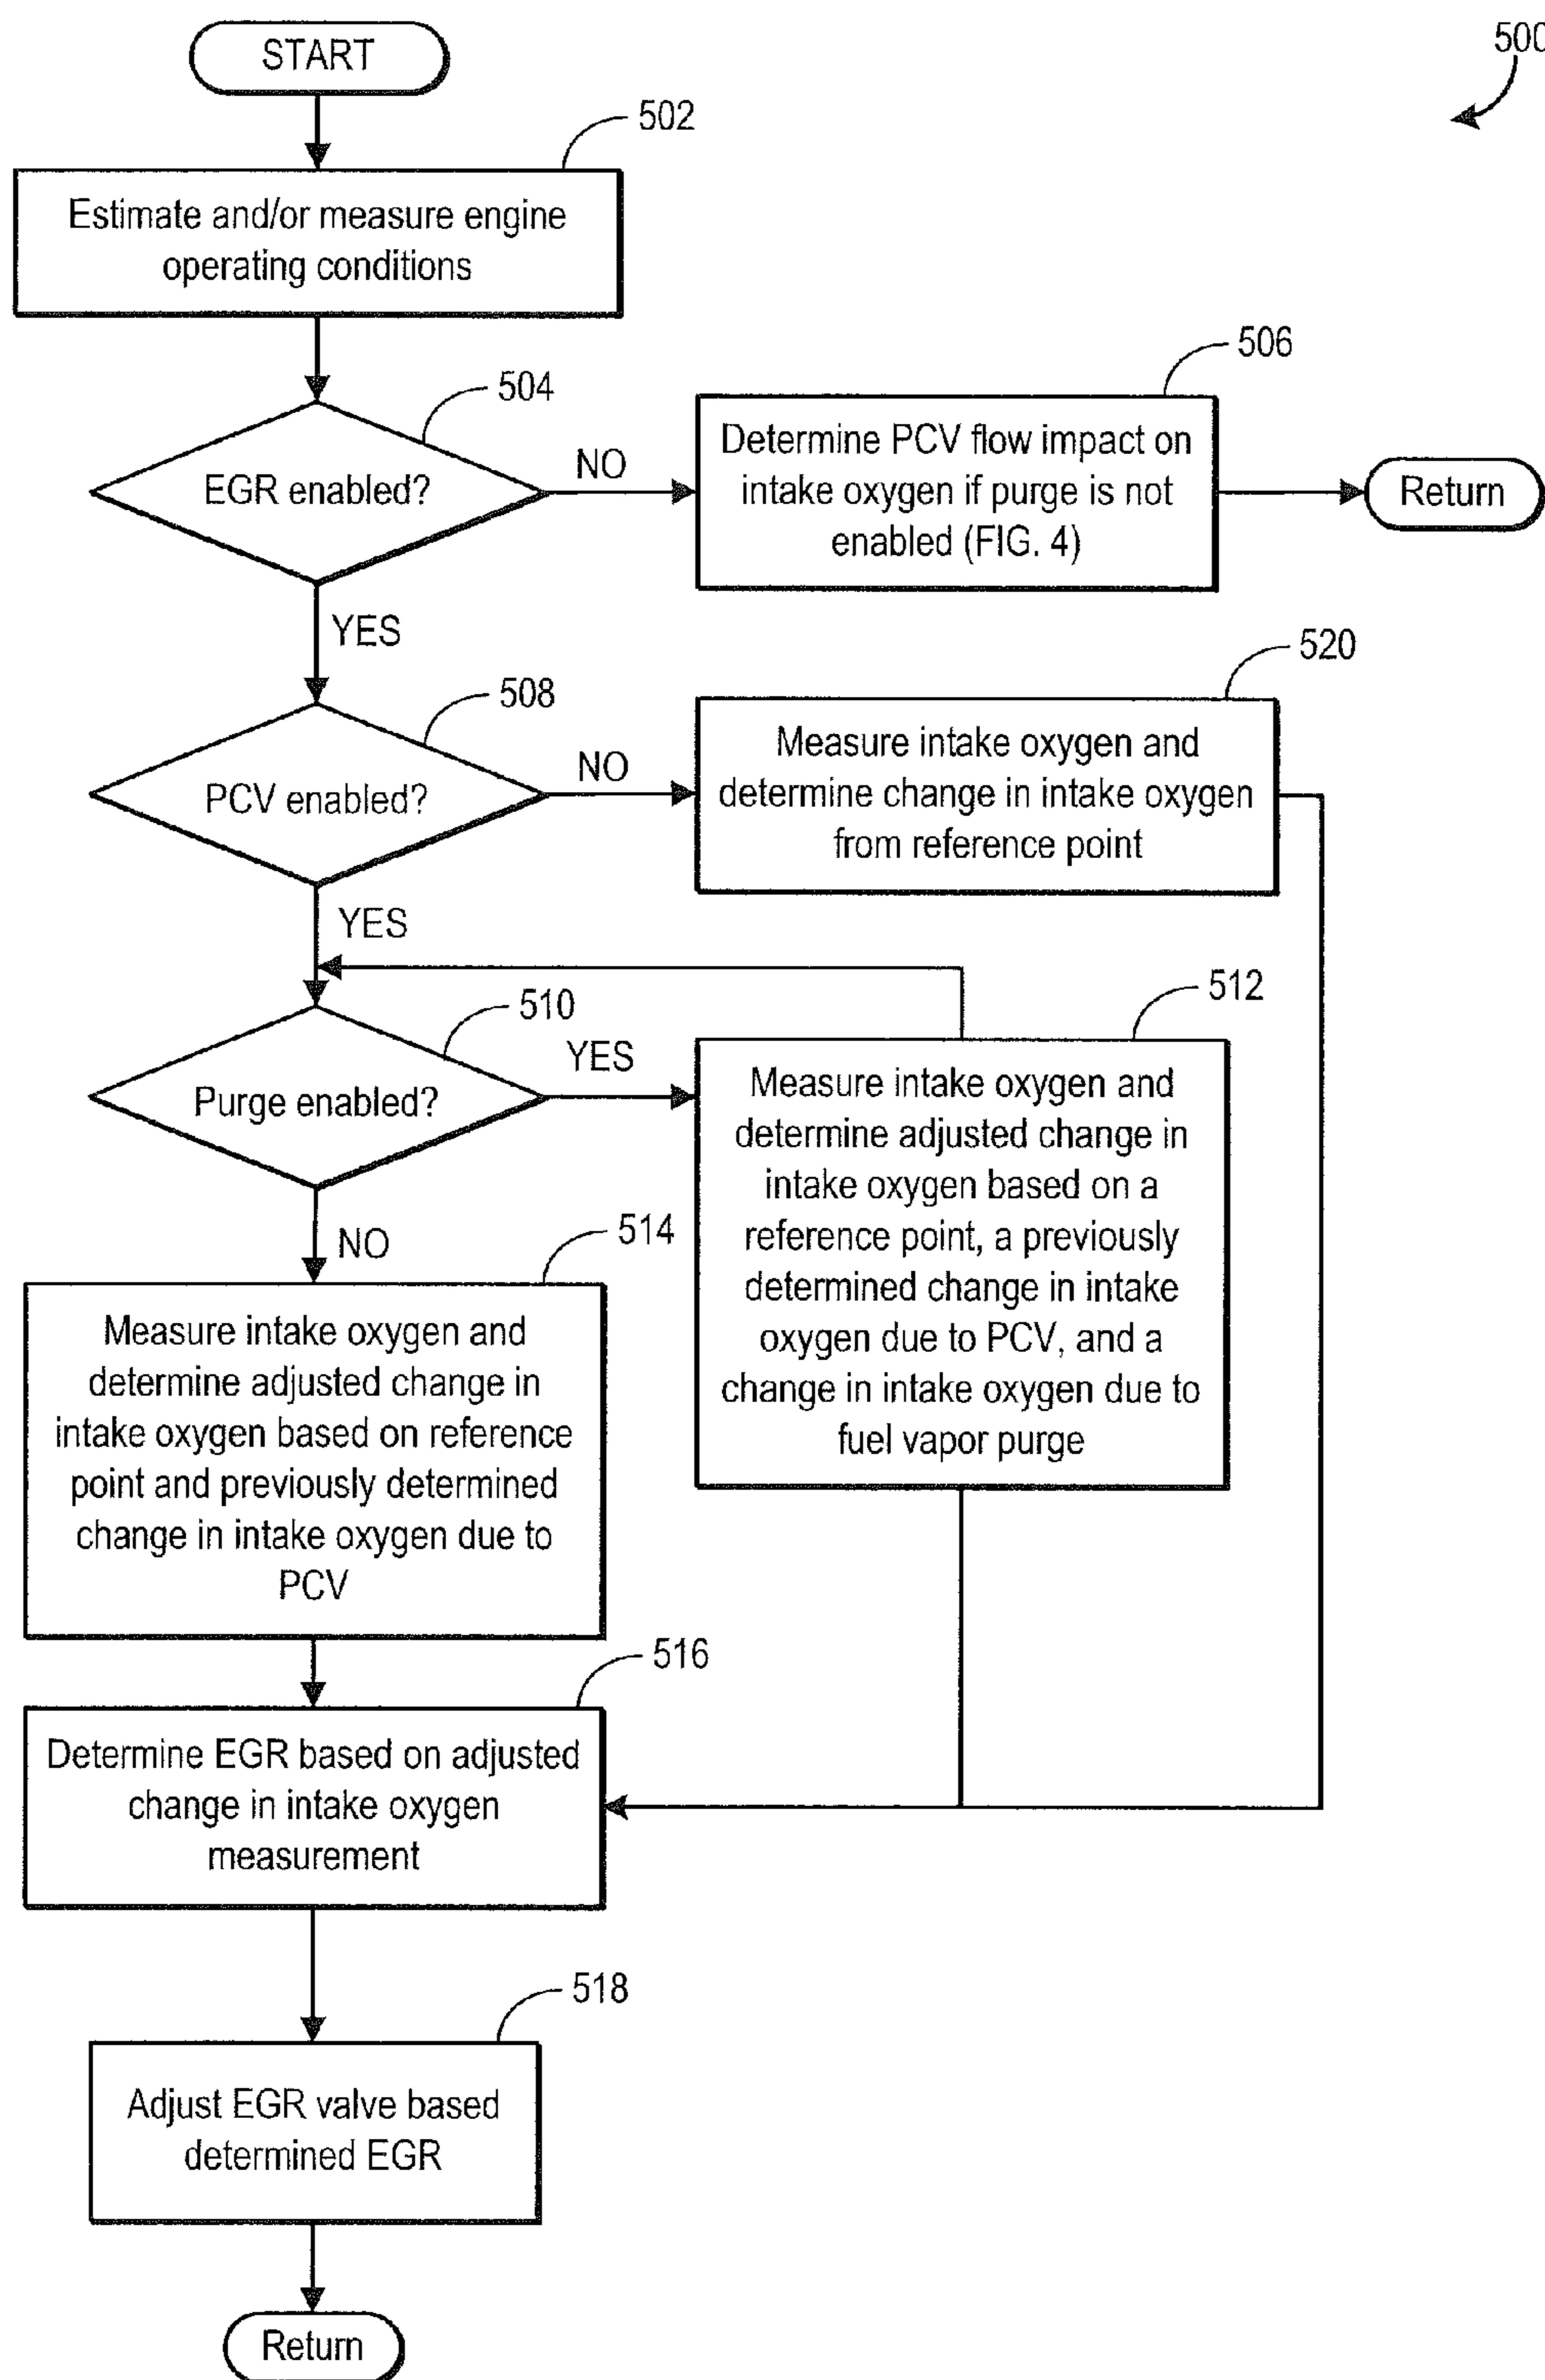 START
500
502
Estimate and/or measure engine
operating conditions
504
EGR enabled?
NO
506
Determine PCV flow impact on
intake oxygen if purge is not
enabled (FIG. 4)
Return
YES
508
PCV enabled?
NO
520
Measure intake oxygen and
determine change in intake oxygen
from reference point
YES
510
Purge enabled?
YES
512
Measure intake oxygen and
determine adjusted change in
intake oxygen based on a
reference point, a previously
determined change in intake
oxygen due to PCV, and a
change in intake oxygen due to
fuel vapor purge
NO
514
Measure intake oxygen and
determine adjusted change in
intake oxygen based on reference
point and previously determined
change in intake oxygen due to
PCV
516
Determine EGR based on adjusted
change in intake oxygen
measurement
518
Adjust EGR valve based
determined EGR
Return